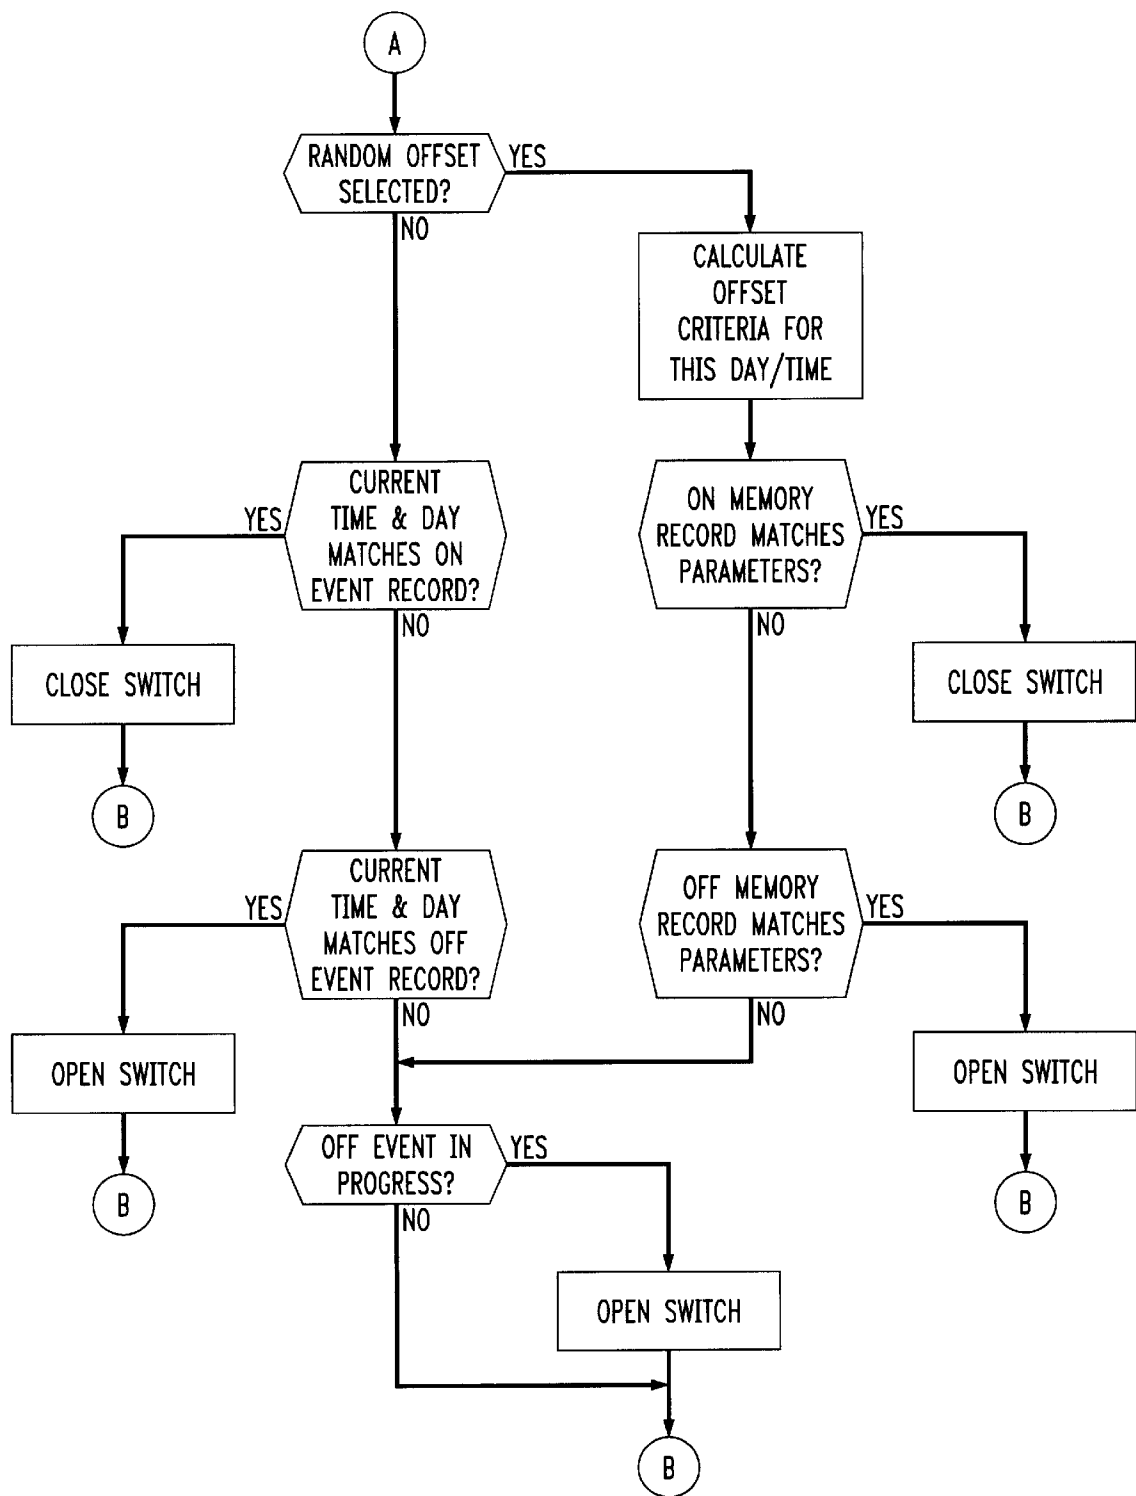 A
RANDOM OFFSET
SELECTED?
YES
NO
CALCULATE
OFFSET
CRITERIA FOR
THIS DAY/TIME
CURRENT
TIME & DAY
MATCHES ON
EVENT RECORD?
YES
NO
ON MEMORY
RECORD MATCHES
PARAMETERS?
YES
NO
CLOSE SWITCH
CLOSE SWITCH
B
B
CURRENT
TIME & DAY
MATCHES OFF
EVENT RECORD?
YES
NO
OFF MEMORY
RECORD MATCHES
PARAMETERS?
YES
NO
OPEN SWITCH
OPEN SWITCH
B
B
OFF EVENT IN
PROGRESS?
YES
NO
OPEN SWITCH
B